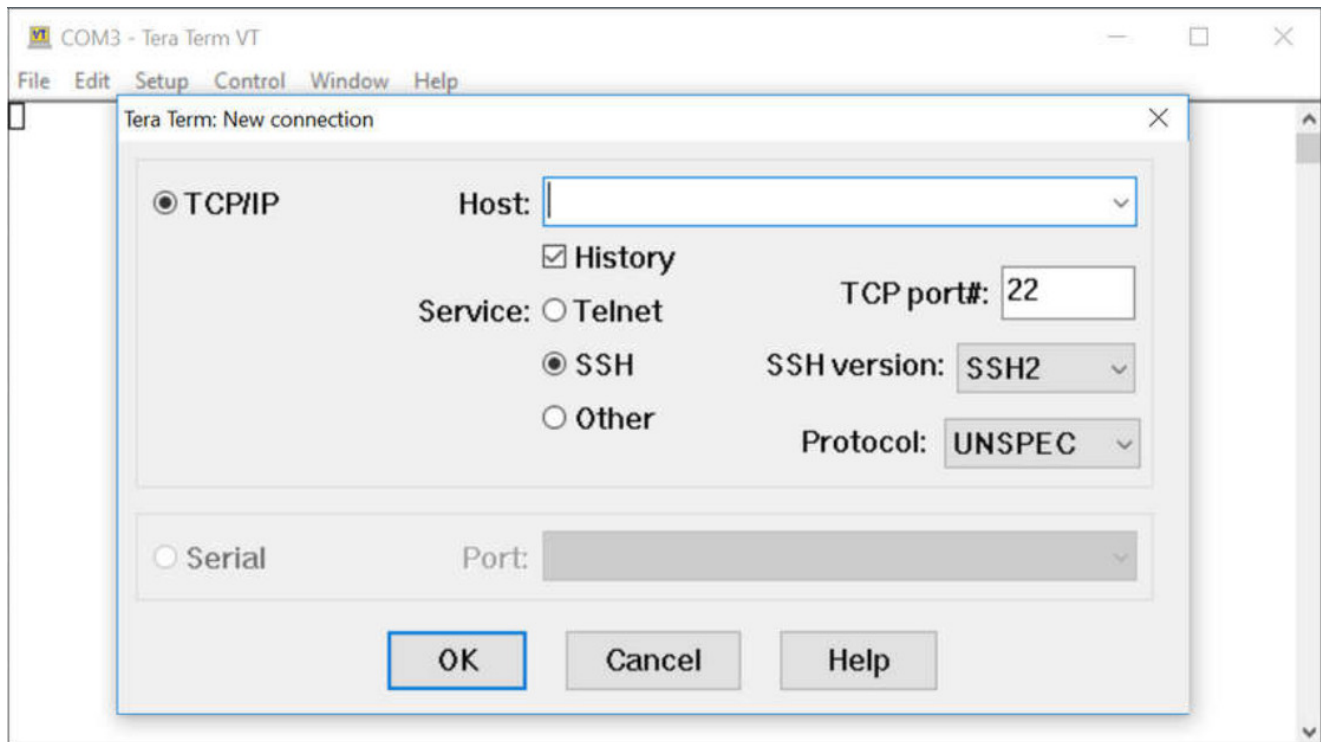 COM3 - Tera Term VT
File Edit Setup Control Window Help
Tera Term: New connection
TCP/IP Host:
History
TCP port#: 22
Service: Telnet
SSH SSH version: SSH2
Other
Protocol: UNSPEC
Serial Port:
OK Cancel Help